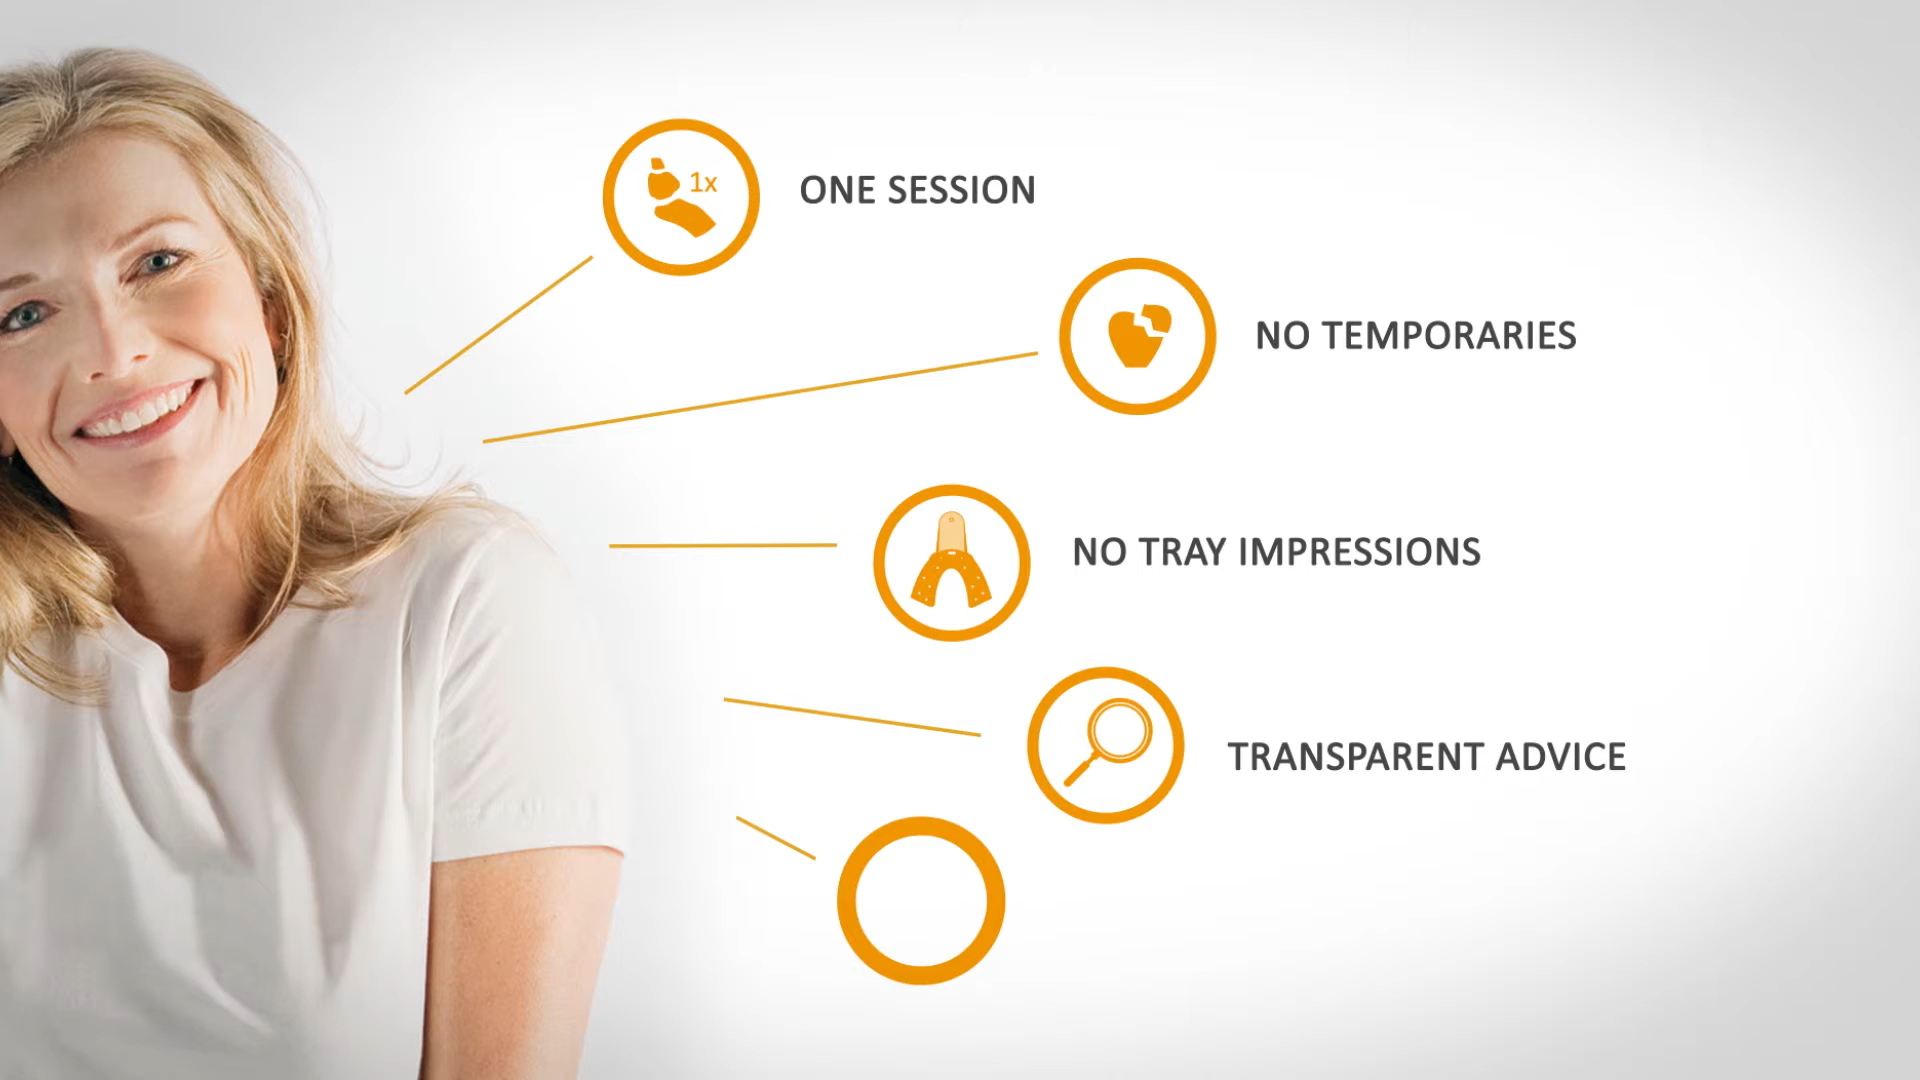 1x
ONE SESSION
NO TEMPORARIES
NO TRAY IMPRESSIONS
TRANSPARENT ADVICE